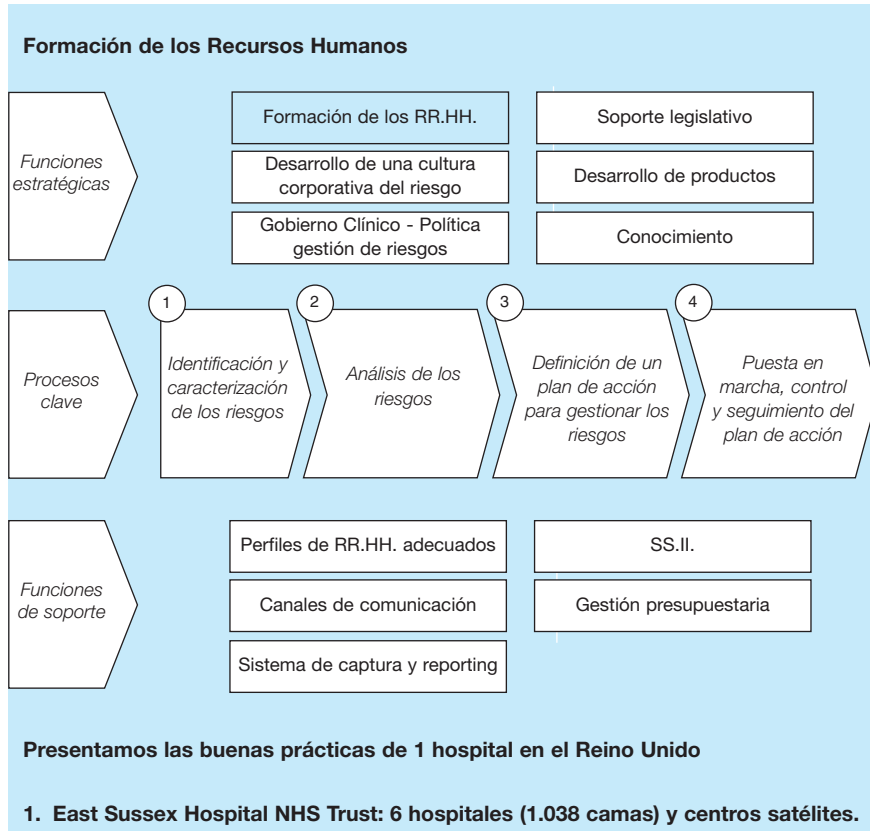 Formación de los Recursos Humanos
Funciones
estratégicas
Formación de los RR.HH.
Soporte legislativo
Desarrollo de una cultura
corporativa del riesgo
Desarrollo de productos
Gobierno Clínico - Política
gestión de riesgos
Conocimiento
Procesos
clave
1
Identificación y
caracterización
de los riesgos
2
Análisis de los
riesgos
3
Definición de un
plan de acción
para gestionar los
riesgos
4
Puesta en
marcha, control
y seguimiento del
plan de acción
Funciones
de soporte
Perfiles de RR.HH. adecuados
SS.II.
Canales de comunicación
Gestión presupuestaria
Sistema de captura y reporting
Presentamos las buenas prácticas de 1 hospital en el Reino Unido
1. East Sussex Hospital NHS Trust: 6 hospitales (1.038 camas) y centros satélites.